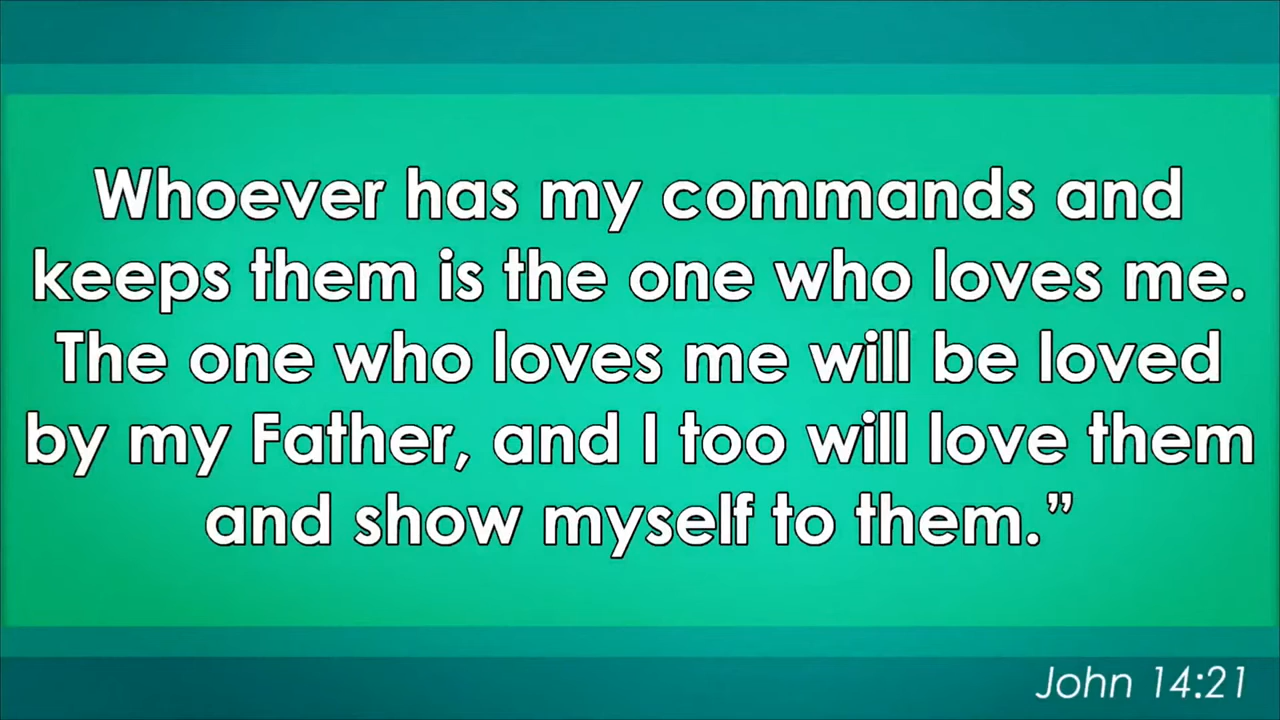 Whoever has my commands and
keeps them is the one who loves me.
The one who loves me will be loved
by my Father, and I too will love them
and show myself to them.”
John 14:21